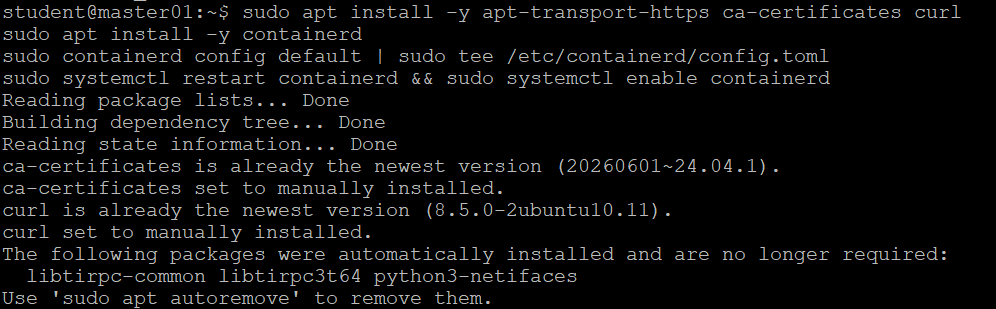 student@master01:~$ sudo apt install -y apt-transport-https ca-certificates curl
sudo apt install -y containerd
sudo containerd config default | sudo tee /etc/containerd/config.toml
sudo systemctl restart containerd && sudo systemctl enable containerd
Reading package lists... Done
Building dependency tree... Done
Reading state information... Done
ca-certificates is already the newest version (20260601~24.04.1).
ca-certificates set to manually installed.
curl is already the newest version (8.5.0-2ubuntu10.11).
curl set to manually installed.
The following packages were automatically installed and are no longer required:
  libtirpc-common libtirpc3t64 python3-netifaces
Use 'sudo apt autoremove' to remove them.